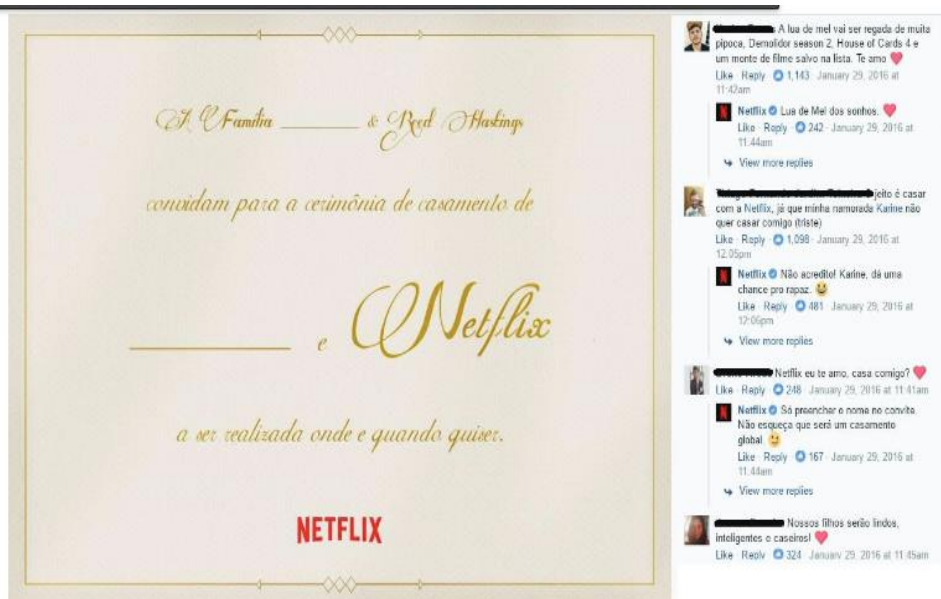 A Família & Reed Hastings
convidam para a cerimônia de casamento de
e Netflix
a ser realizada onde e quando quiser.
NETFLIX
A lua de mel vai ser regada de muita
pipoca, Demolidor season 2, House of Cards 4 e
um monte de filme salvo na lista. Te amo
Like · Reply · 1,143 · January 29, 2016 at
11:42am
Netflix Lua de Mel dos sonhos.
Like · Reply · 242 · January 29, 2016 at
11:44am
View more replies
jeito é casar
com a Netflix, já que minha namorada Karine não
quer casar comigo (triste)
Like · Reply · 1,098 · January 29, 2016 at
12:05pm
Netflix Não acredito! Karine, dá uma
chance pro rapaz.
Like · Reply · 481 · January 29, 2016 at
12:06pm
View more replies
Netflix eu te amo, casa comigo?
Like · Reply · 248 · January 29, 2016 at 11:41am
Netflix Só preencher o nome no convite.
Não esqueça que será um casamento
global
Like · Reply · 167 · January 29, 2016 at
11:44am
View more replies
Nossos filhos serão lindos,
inteligentes e caseiros!
Like · Reply · 324 · January 29, 2016 at 11:45am